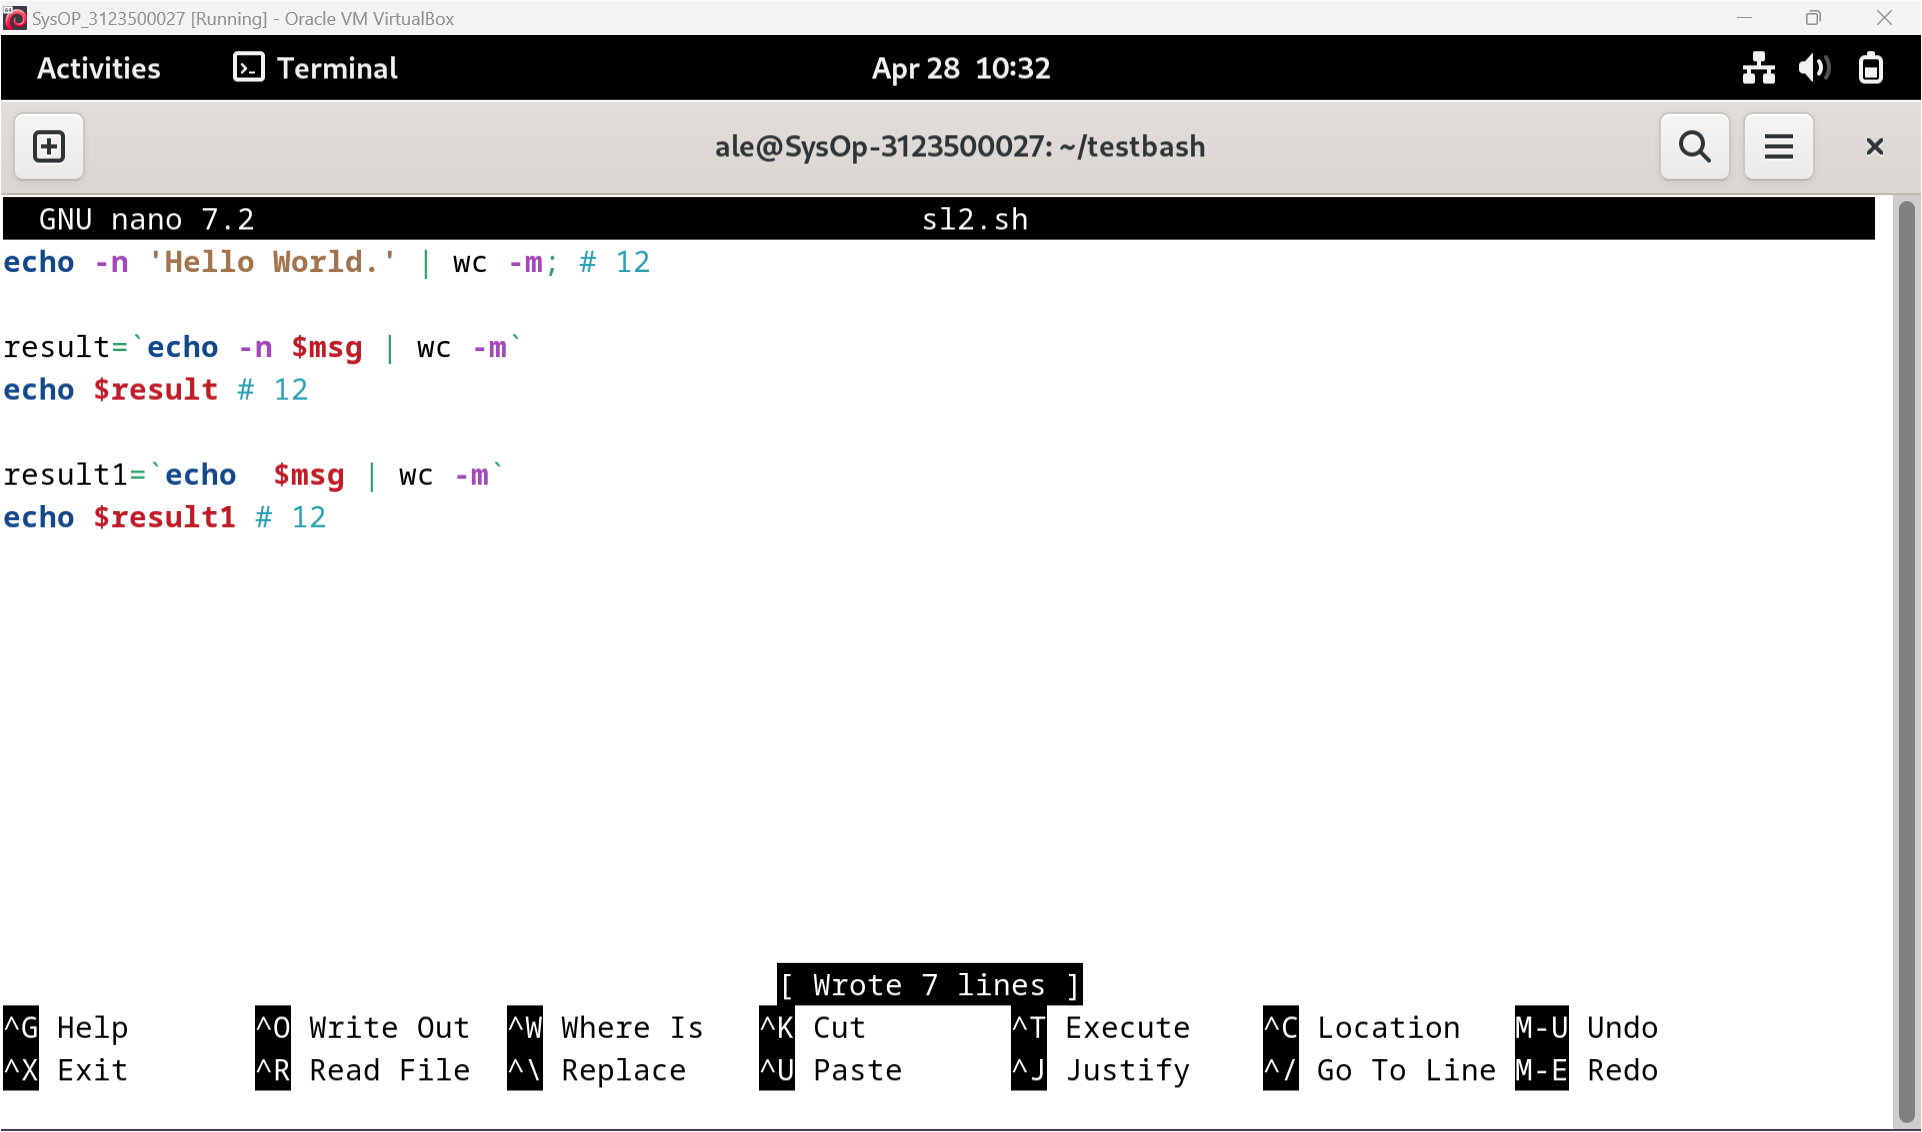 SysOP_3123500027 [Running] - Oracle VM VirtualBox
Activities Terminal Apr 28 10:32
ale@SysOp-3123500027: ~/testbash
GNU nano 7.2 sl2.sh
echo -n 'Hello World.' | wc -m; # 12
result=`echo -n $msg | wc -m`
echo $result # 12
result1=`echo  $msg | wc -m`
echo $result1 # 12
[ Wrote 7 lines ]
^G Help ^O Write Out ^W Where Is ^K Cut ^T Execute ^C Location M-U Undo
^X Exit ^R Read File ^\ Replace ^U Paste ^J Justify ^/ Go To Line M-E Redo